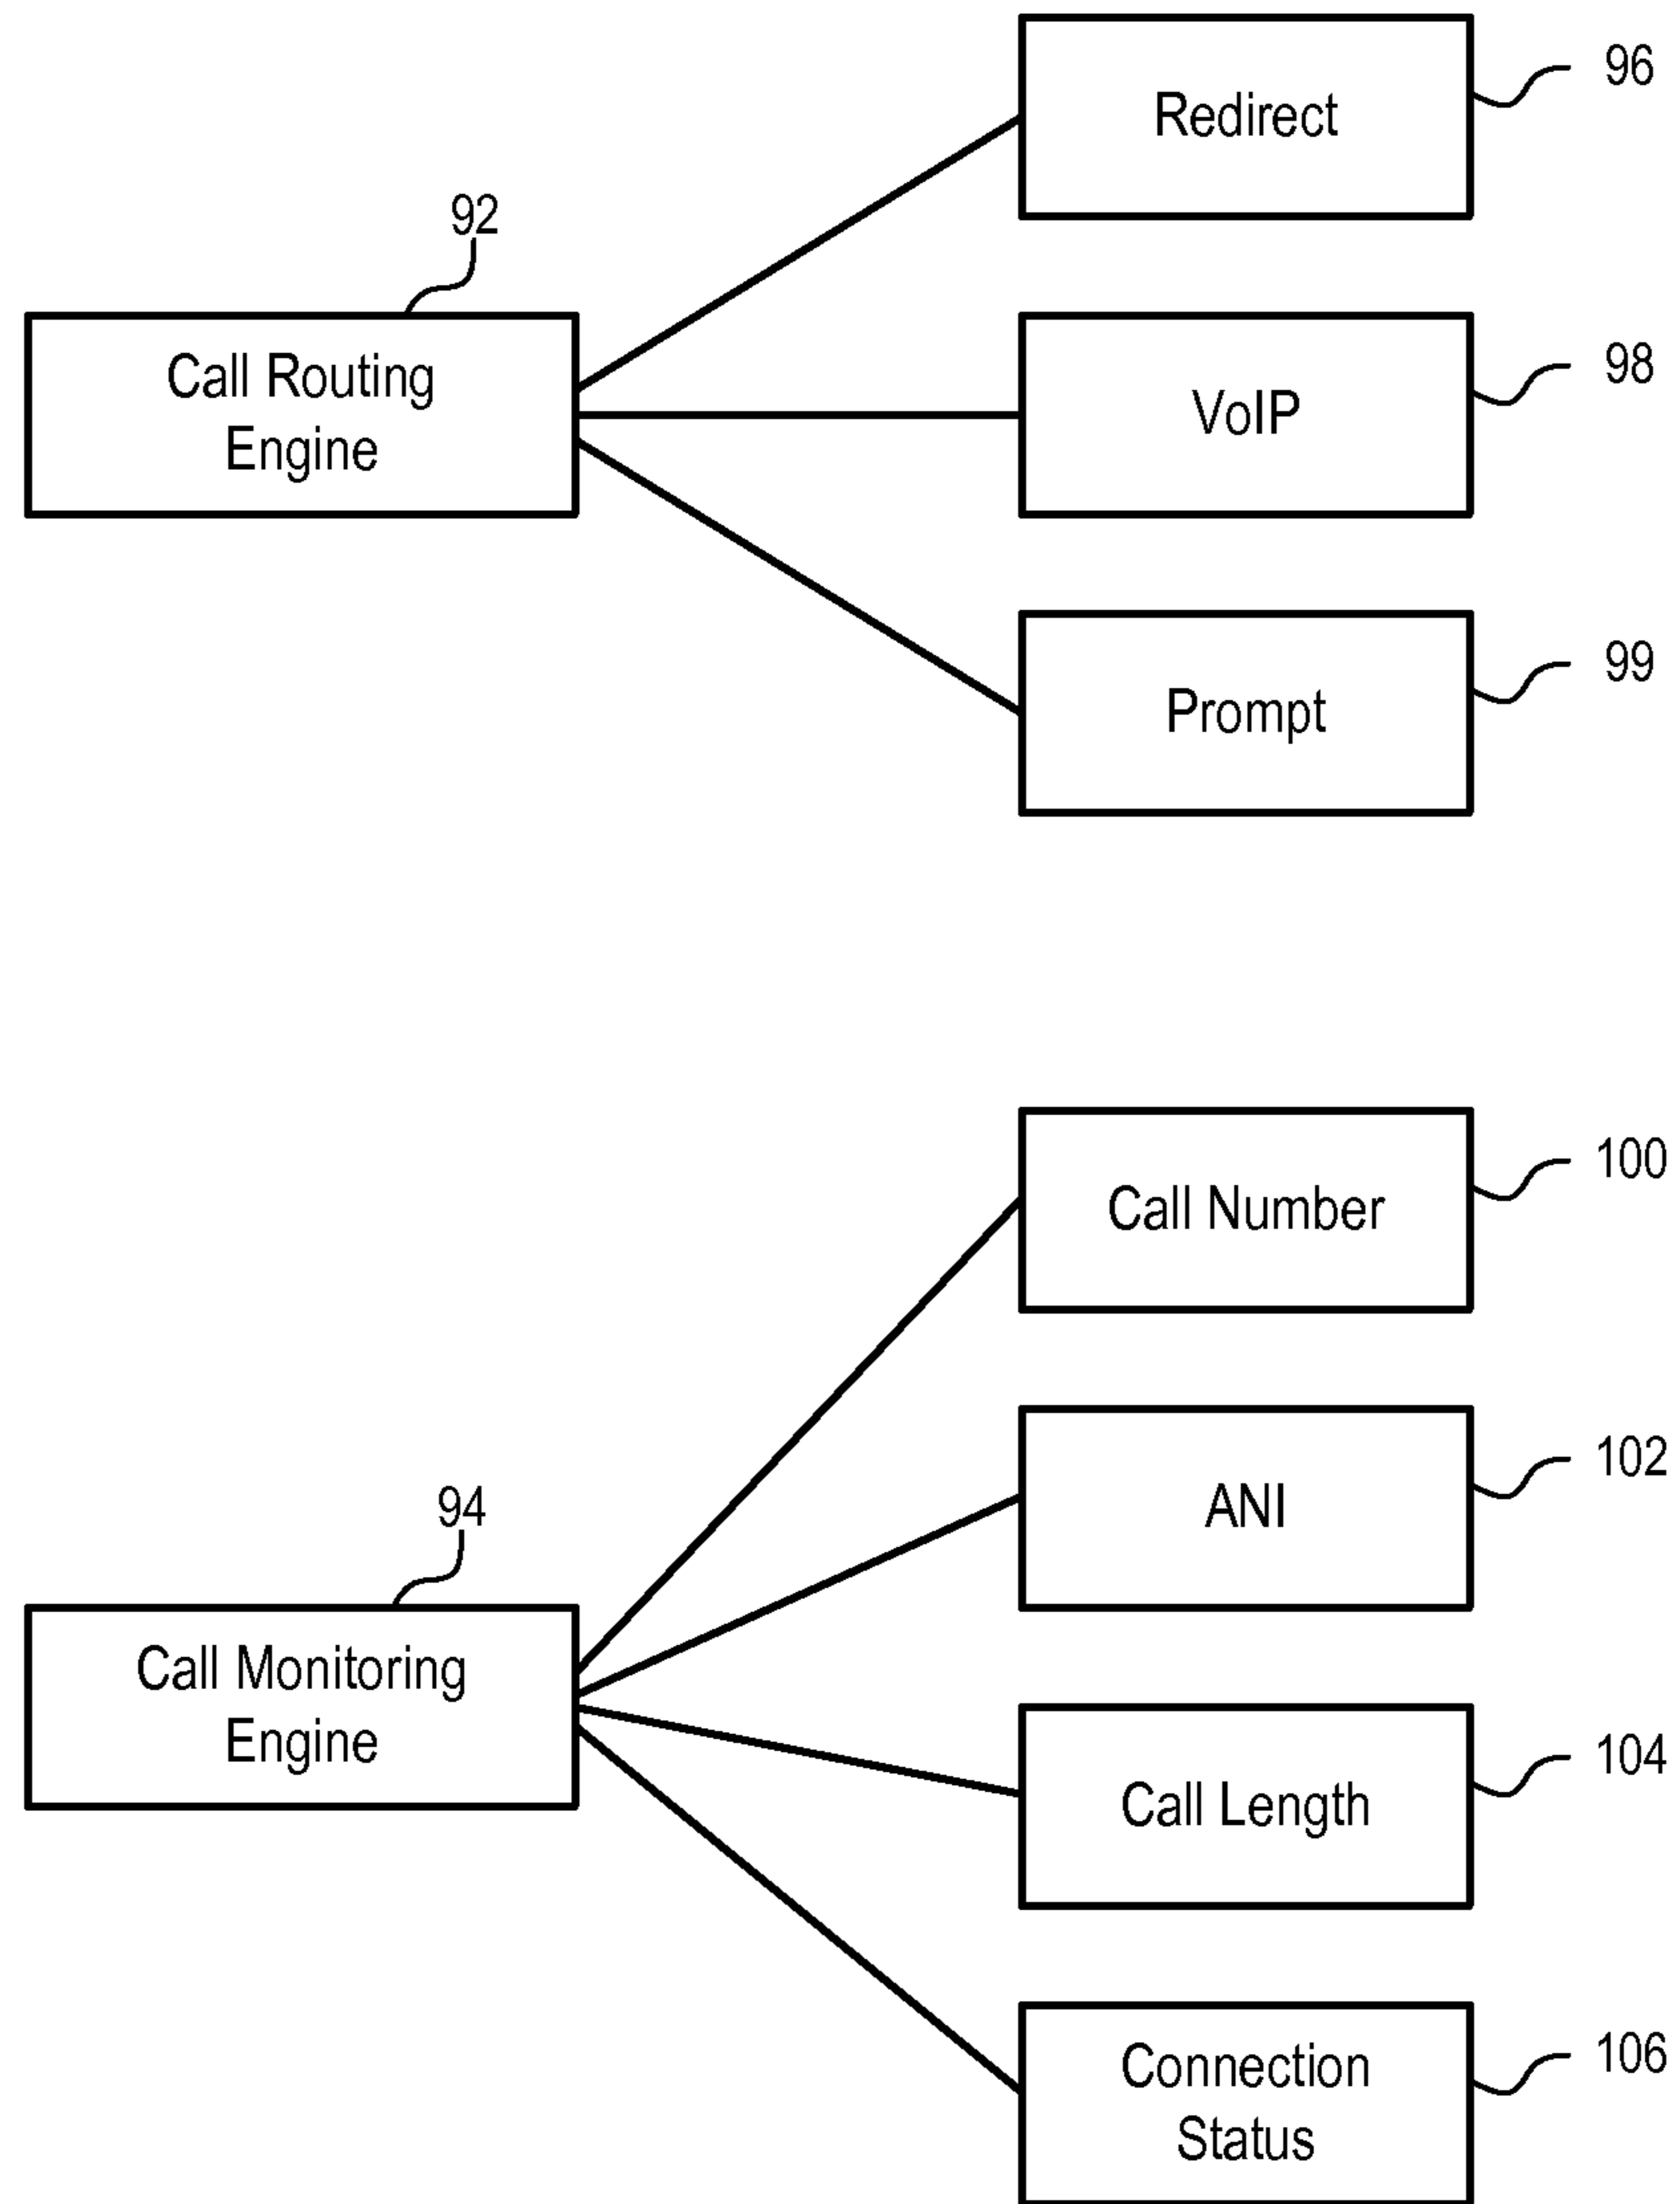 96
Redirect
92
98
Call Routing
Engine
VoIP
99
Prompt
100
Call Number
102
ANI
94
Call Monitoring
Engine
104
Call Length
106
Connection
Status